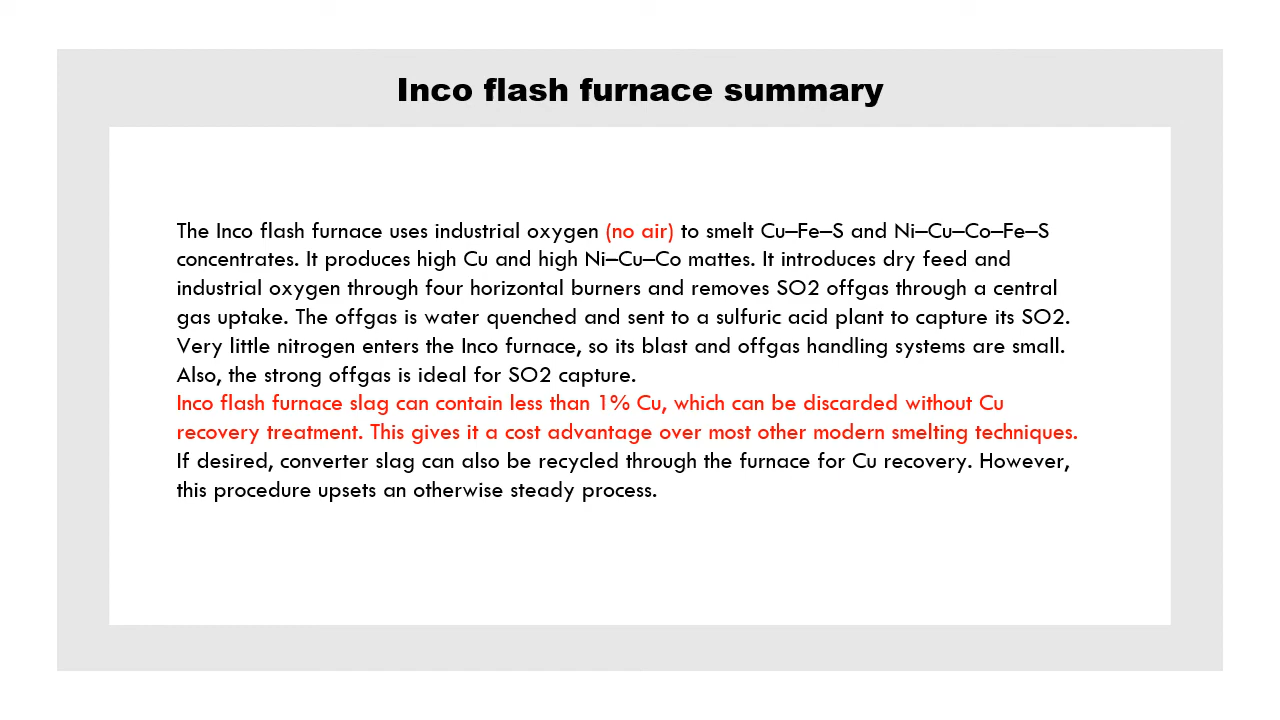 Inco flash furnace summary
The Inco flash furnace uses industrial oxygen (no air) to smelt Cu–Fe–S and Ni–Cu–Co–Fe–S
concentrates. It produces high Cu and high Ni–Cu–Co mattes. It introduces dry feed and
industrial oxygen through four horizontal burners and removes SO2 offgas through a central
gas uptake. The offgas is water quenched and sent to a sulfuric acid plant to capture its SO2.
Very little nitrogen enters the Inco furnace, so its blast and offgas handling systems are small.
Also, the strong offgas is ideal for SO2 capture.
Inco flash furnace slag can contain less than 1% Cu, which can be discarded without Cu
recovery treatment. This gives it a cost advantage over most other modern smelting techniques.
If desired, converter slag can also be recycled through the furnace for Cu recovery. However,
this procedure upsets an otherwise steady process.